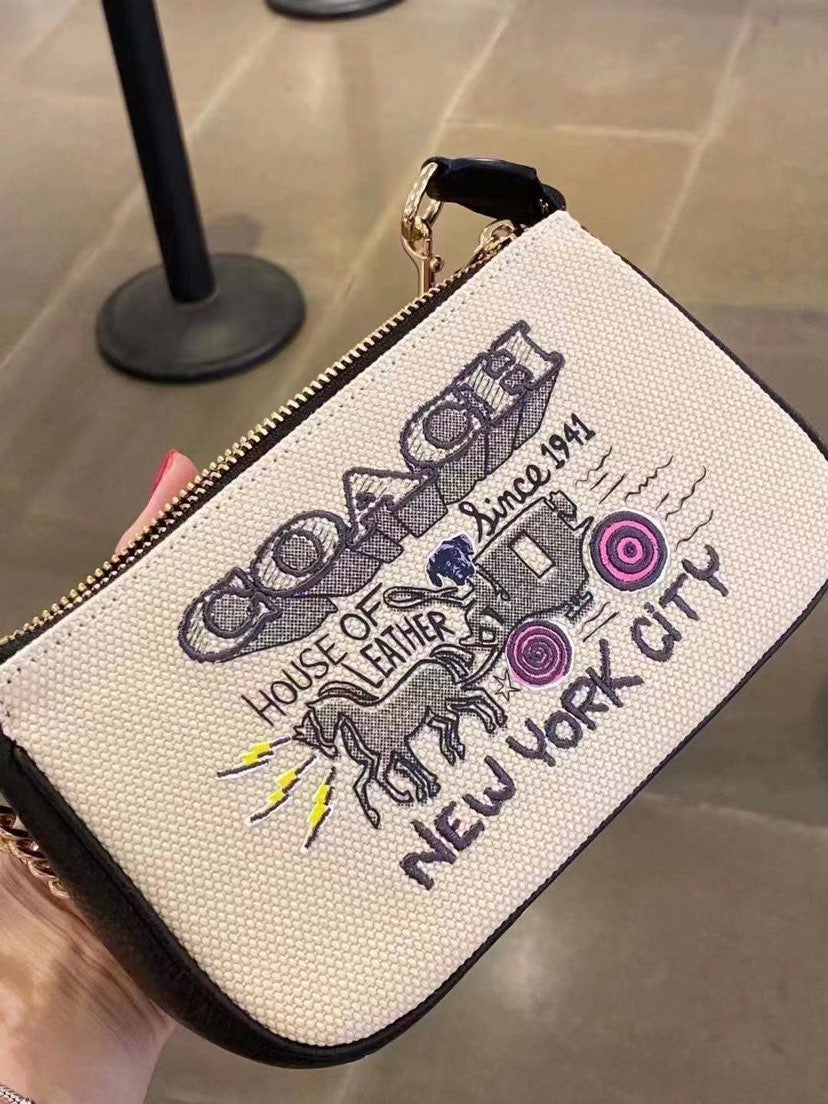 COACH
Since 1941
HOUSE OF
LEATHER
NEW YORK CiTY